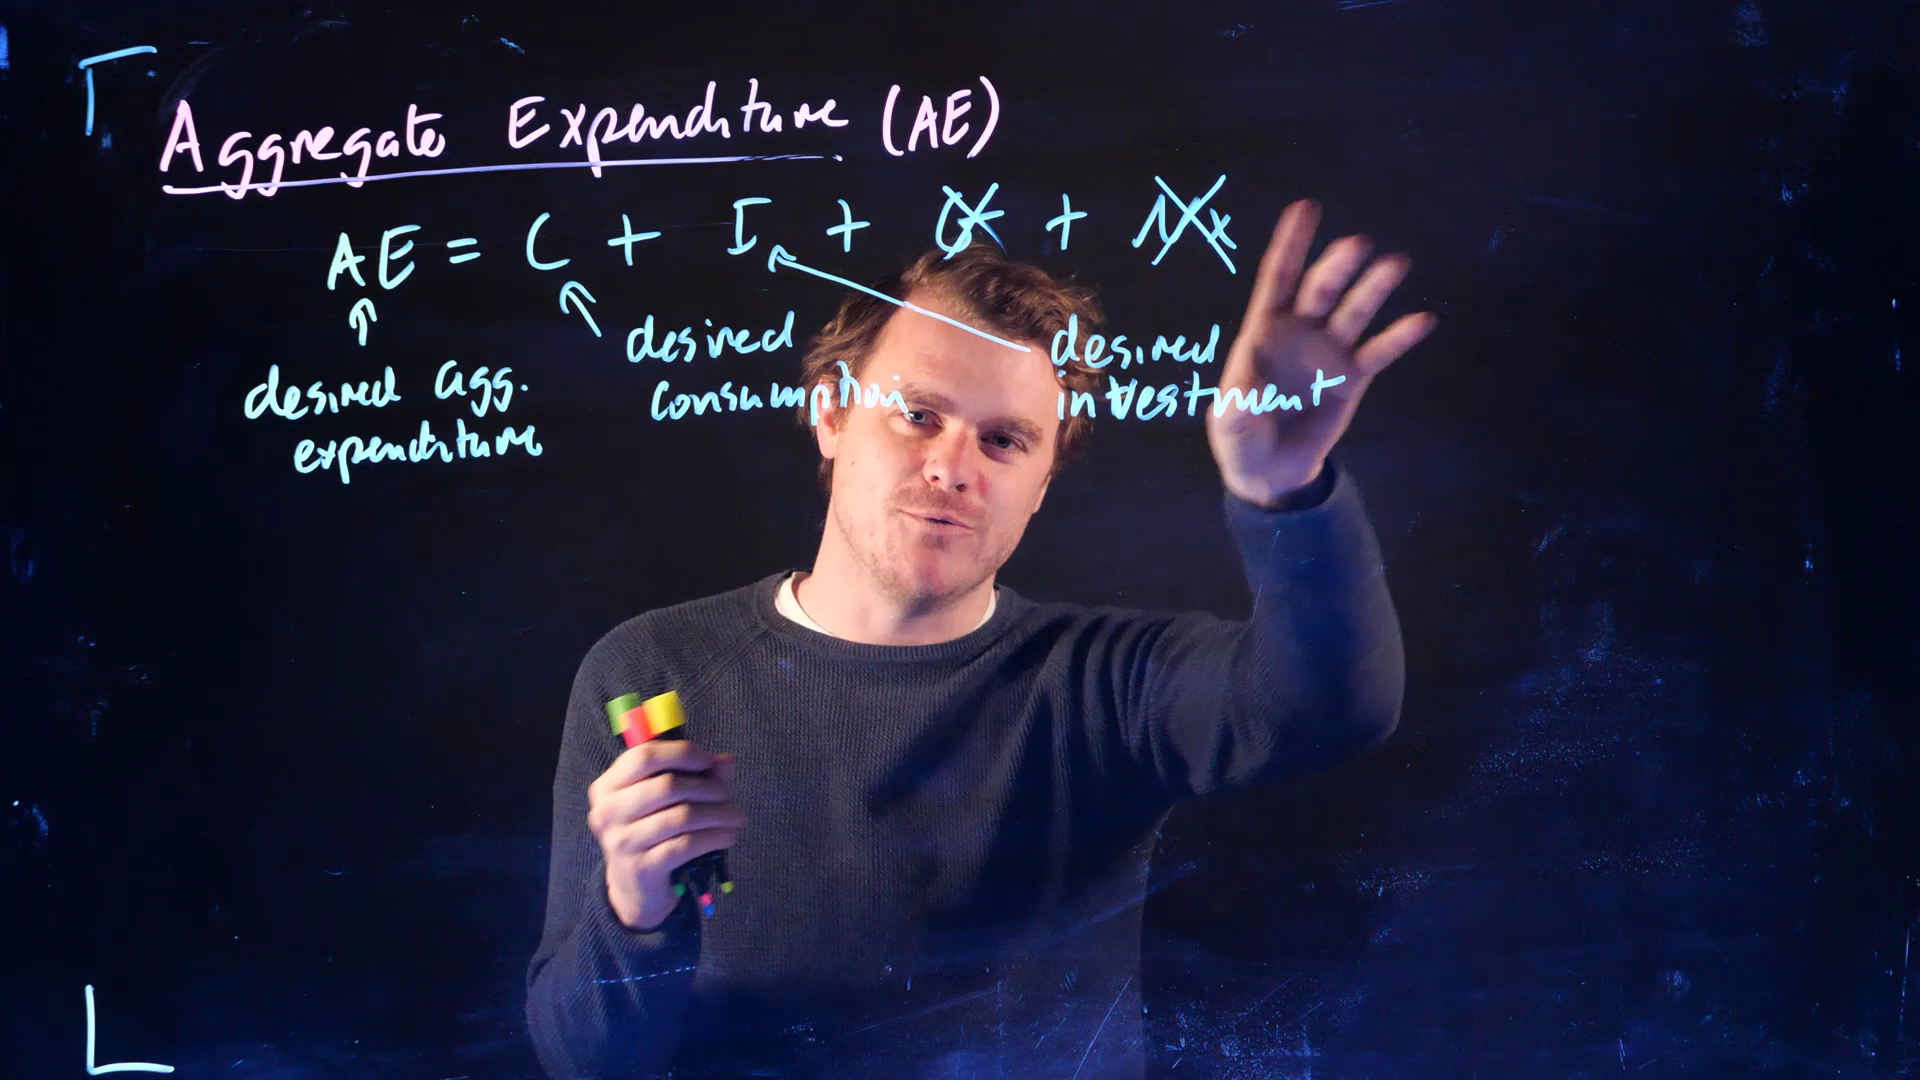 Aggregate Expenditure (AE)
AE = C + I + G + Nx
desired agg.
expenditure
desired
consumption
desired
investment